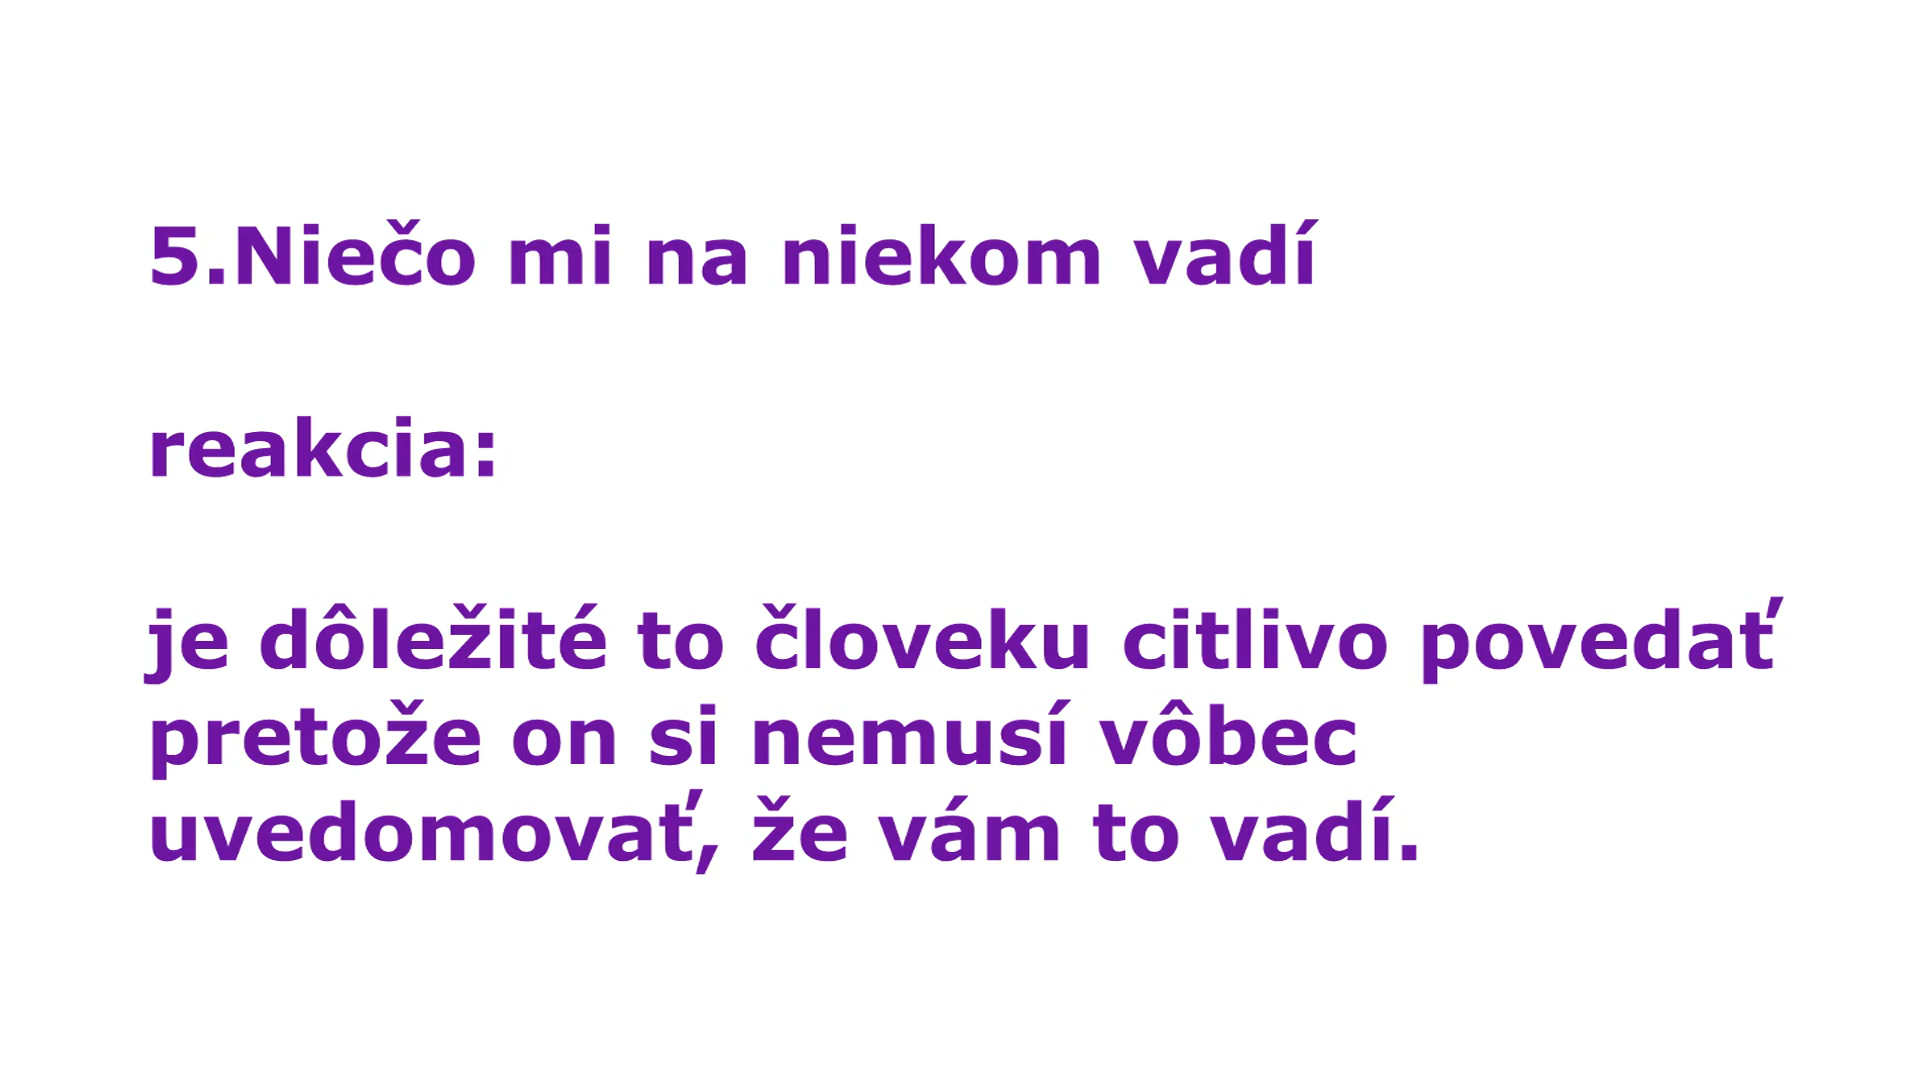 5.Niečo mi na niekom vadí
reakcia:
je dôležité to človeku citlivo povedať
pretože on si nemusí vôbec
uvedomovať, že vám to vadí.